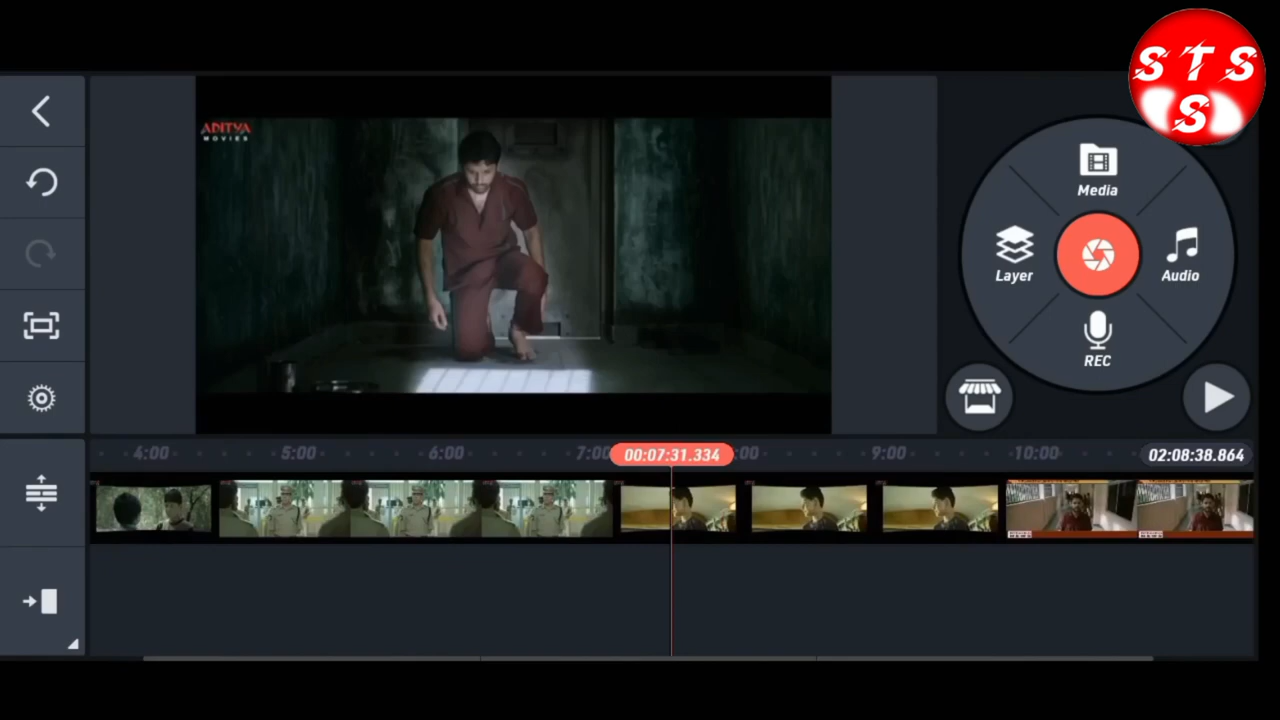 S T S
S
ADITYA
MOVIES
Media
Layer
Audio
REC
4:00
5:00
6:00
7:00
00:07:31.334
:00
9:00
10:00
02:08:38.864